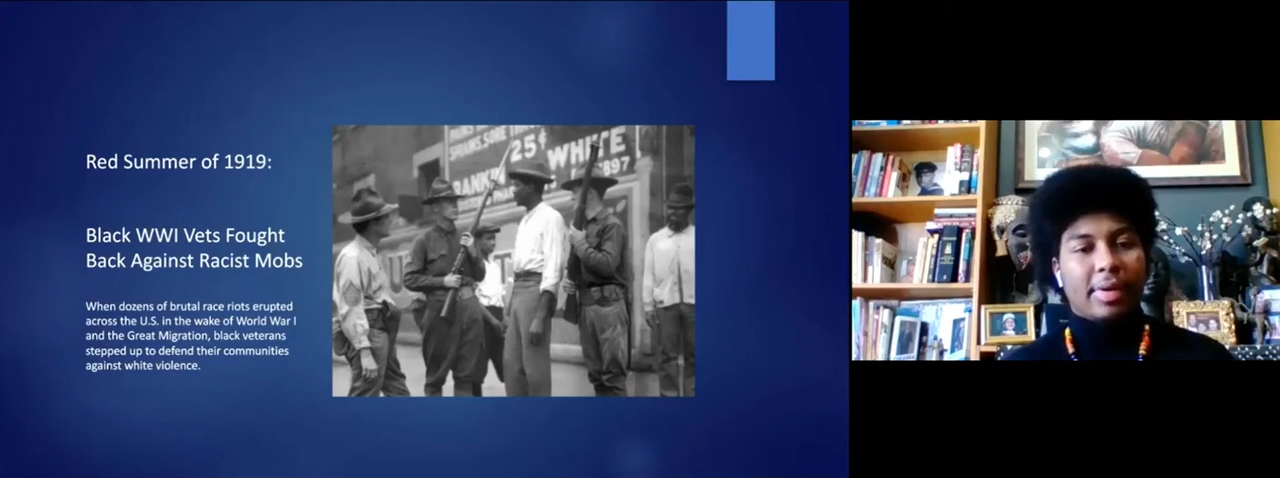 Red Summer of 1919:
Black WWI Vets Fought
Back Against Racist Mobs
When dozens of brutal race riots erupted
across the U.S. in the wake of World War I
and the Great Migration, black veterans
stepped up to defend their communities
against white violence.
25¢
WHITE
1897